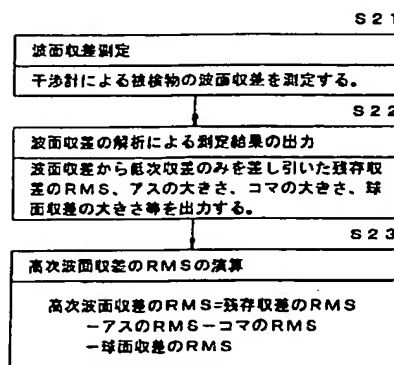 S21
波面収差測定
干渉計による被検物の波面収差を測定する。
S22
波面収差の解析による測定結果の出力
波面収差から低次収差のみを差し引いた残存収
差のRMS、アスの大きさ、コマの大きさ、球
面収差の大きさ等を出力する。
S23
高次波面収差のRMSの演算
高次波面収差のRMS=残存収差のRMS
－アスのRMS－コマのRMS
－球面収差のRMS